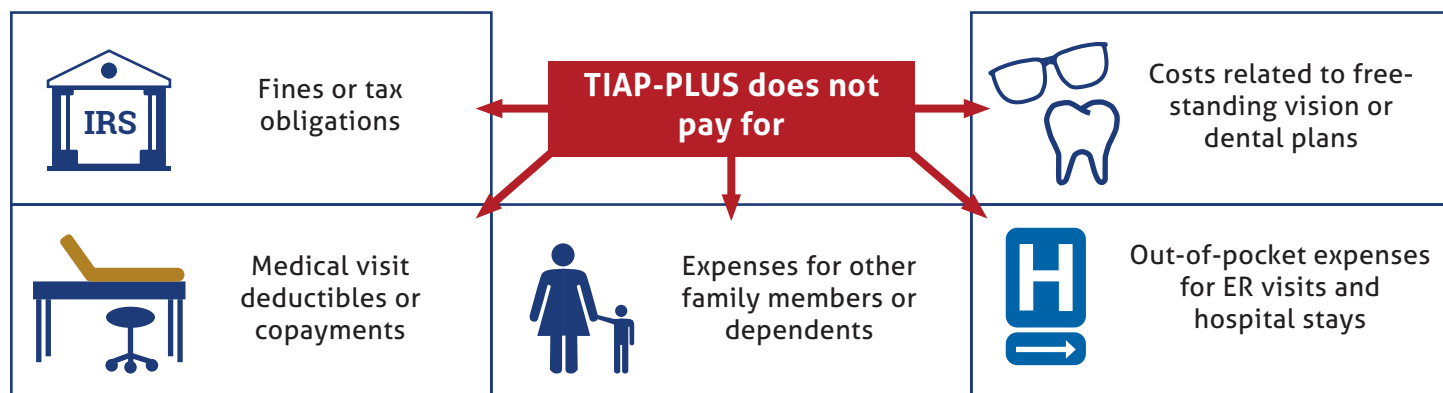 IRS
Fines or tax
obligations
TIAP-PLUS does not
pay for
Costs related to free-
standing vision or
dental plans
Medical visit
deductibles or
copayments
Expenses for other
family members or
dependents
H
Out-of-pocket expenses
for ER visits and
hospital stays